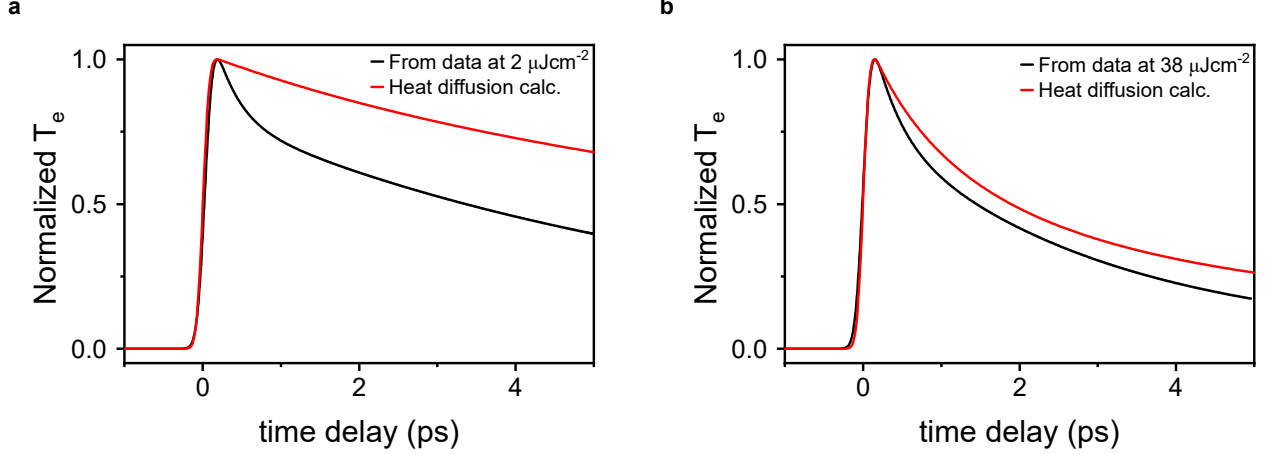 a
From data at 2 μJcm⁻²
Heat diffusion calc.
Normalized Tₑ
1.0
0.5
0.0
0
2
4
time delay (ps)
b
From data at 38 μJcm⁻²
Heat diffusion calc.
Normalized Tₑ
1.0
0.5
0.0
0
2
4
time delay (ps)